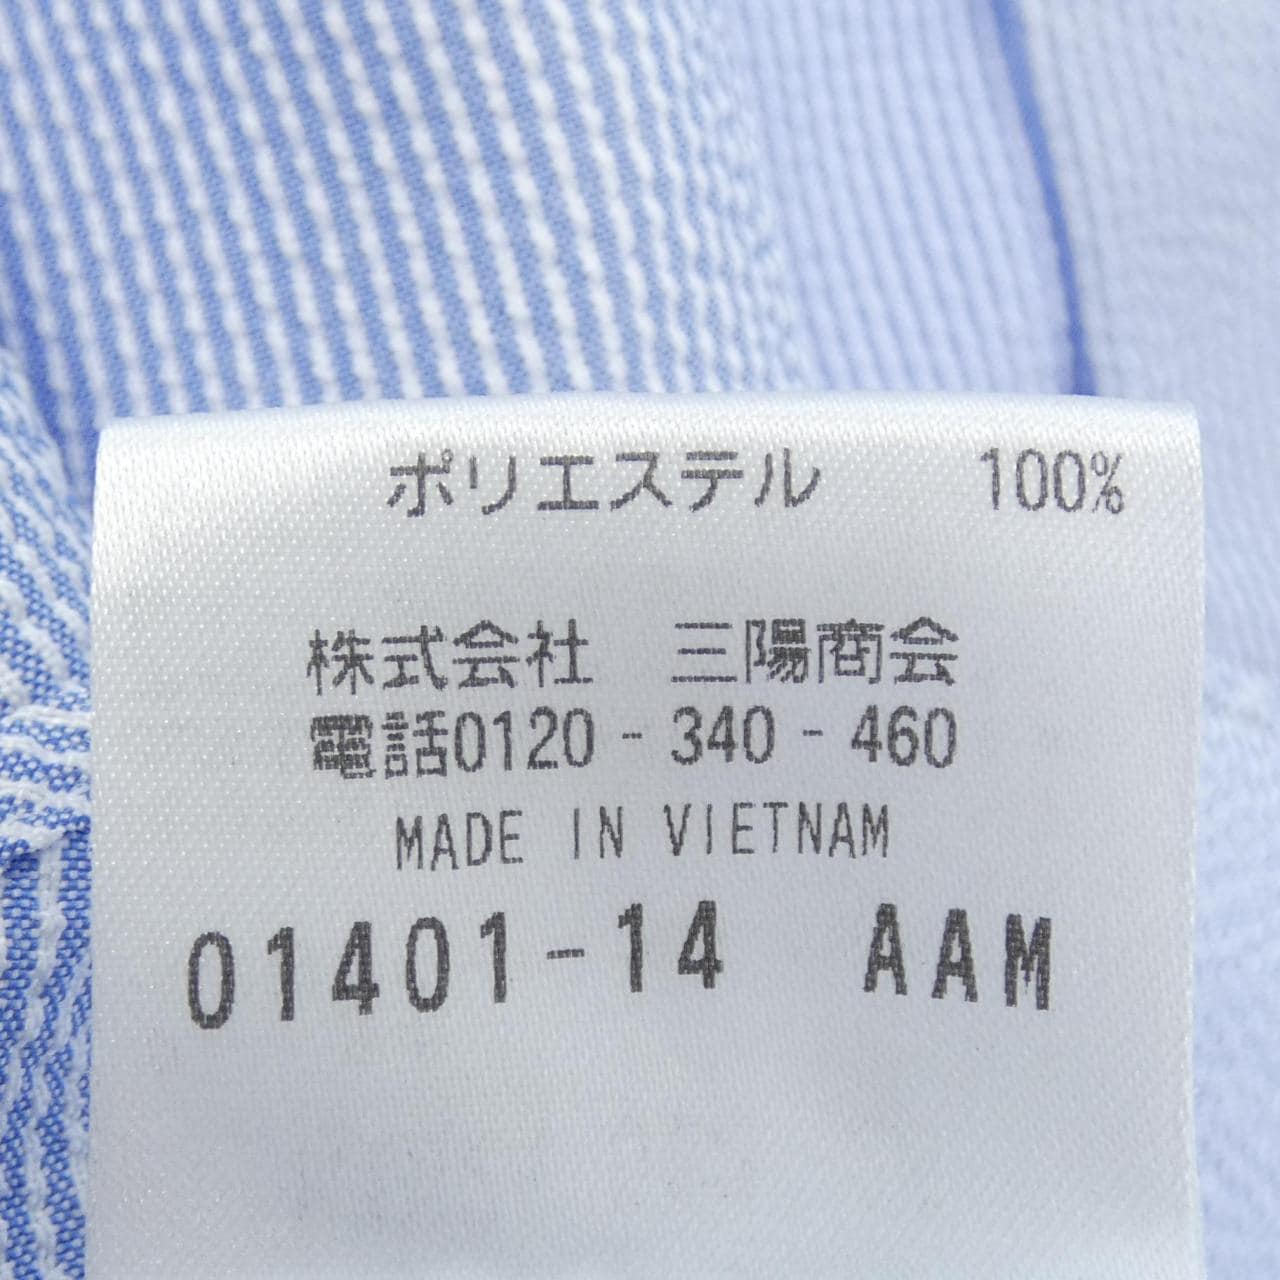 ポリエステル 100%
株式会社 三陽商会
電話0120-340-460
MADE IN VIETNAM
01401-14 AAM